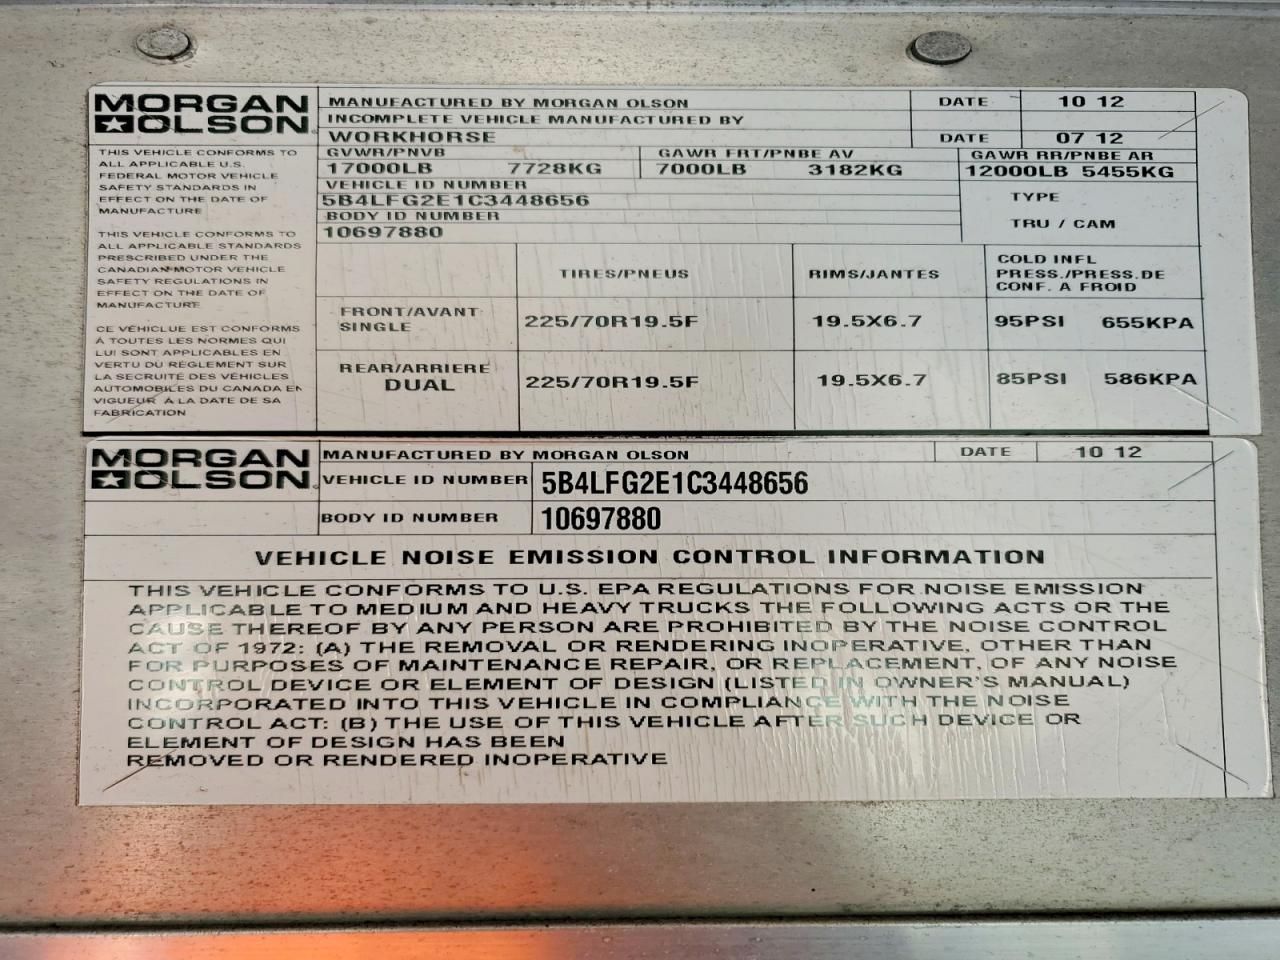 MORGAN
OLSON
MANUFACTURED BY MORGAN OLSON DATE 10 12
INCOMPLETE VEHICLE MANUFACTURED BY
WORKHORSE DATE 07 12
GVWR/PNVB GAWR FRT/PNBE AV GAWR RR/PNBE AR
17000LB 7728KG 7000LB 3182KG 12000LB 5455KG
VEHICLE ID NUMBER
5B4LFG2E1C3448656
TYPE
BODY ID NUMBER
10697880
TRU / CAM
THIS VEHICLE CONFORMS TO
ALL APPLICABLE U.S.
FEDERAL MOTOR VEHICLE
SAFETY STANDARDS IN
EFFECT ON THE DATE OF
MANUFACTURE
THIS VEHICLE CONFORMS TO
ALL APPLICABLE STANDARDS
PRESCRIBED UNDER THE
CANADIAN MOTOR VEHICLE
SAFETY REGULATIONS IN
EFFECT ON THE DATE OF
MANUFACTURE
CE VÉHICLUE EST CONFORMS
À TOUTES LES NORMES QUI
LUI SONT APPLICABLES EN
VERTU DU RÈGLEMENT SUR
LA SECRUITÉ DES VÉHICLES
AUTOMOBILES DU CANADA EN
VIGUEUR À LA DATE DE SA
FABRICATION
TIRES/PNEUS RIMS/JANTES COLD INFL
PRESS./PRESS.DE
CONF. A FROID
FRONT/AVANT
SINGLE 225/70R19.5F 19.5X6.7 95PSI 655KPA
REAR/ARRIERE
DUAL 225/70R19.5F 19.5X6.7 85PSI 586KPA
MORGAN
OLSON
MANUFACTURED BY MORGAN OLSON DATE 10 12
VEHICLE ID NUMBER 5B4LFG2E1C3448656
BODY ID NUMBER 10697880
VEHICLE NOISE EMISSION CONTROL INFORMATION
THIS VEHICLE CONFORMS TO U.S. EPA REGULATIONS FOR NOISE EMISSION
APPLICABLE TO MEDIUM AND HEAVY TRUCKS THE FOLLOWING ACTS OR THE
CAUSE THEREOF BY ANY PERSON ARE PROHIBITED BY THE NOISE CONTROL
ACT OF 1972: (A) THE REMOVAL OR RENDERING INOPERATIVE, OTHER THAN
FOR PURPOSES OF MAINTENANCE REPAIR, OR REPLACEMENT, OF ANY NOISE
CONTROL DEVICE OR ELEMENT OF DESIGN (LISTED IN OWNER'S MANUAL)
INCORPORATED INTO THIS VEHICLE IN COMPLIANCE WITH THE NOISE
CONTROL ACT: (B) THE USE OF THIS VEHICLE AFTER SUCH DEVICE OR
ELEMENT OF DESIGN HAS BEEN
REMOVED OR RENDERED INOPERATIVE